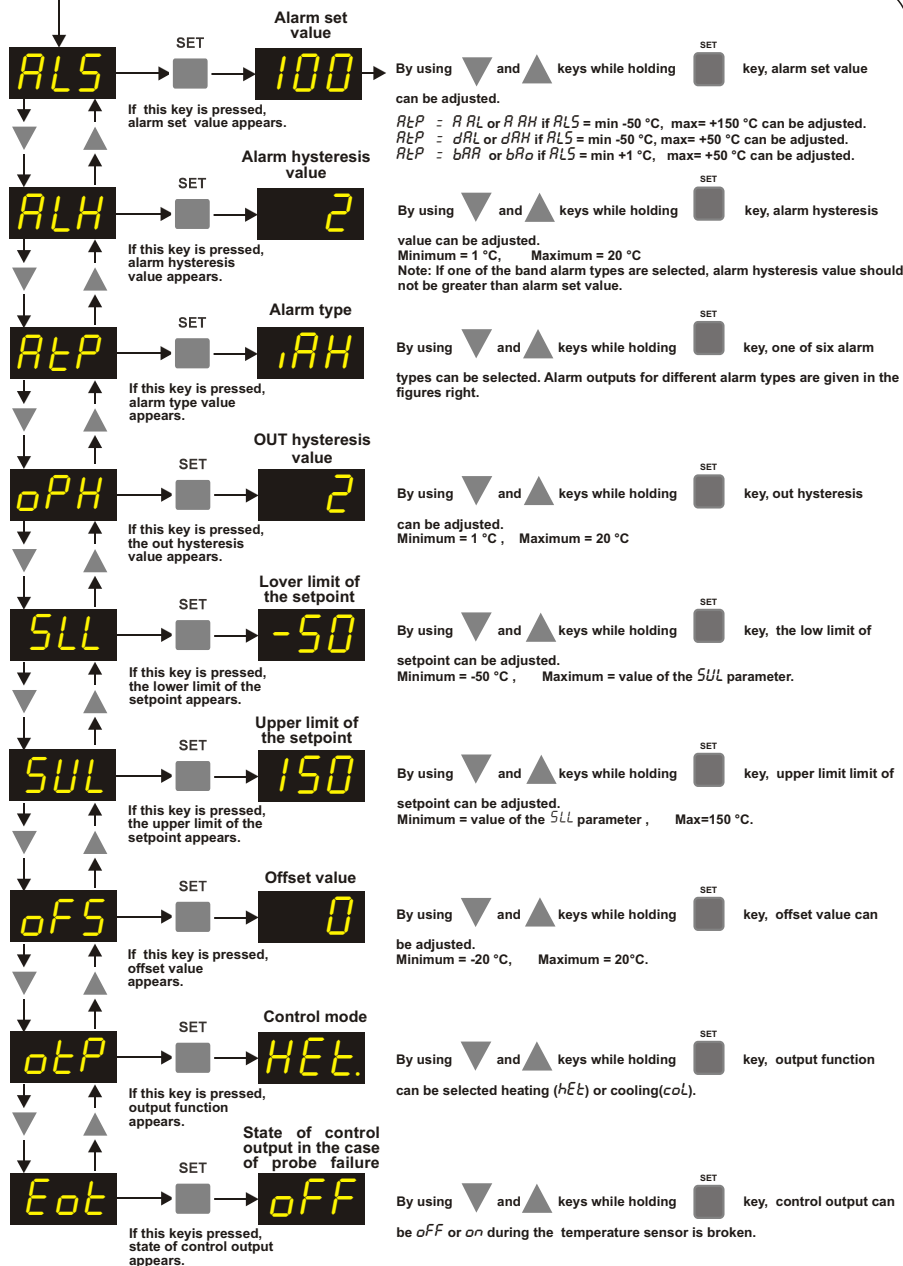 Alarm set
value
SET
ALS
100
If this key is pressed,
alarm set value appears.
SET
By using and keys while holding key, alarm set value
can be adjusted.
AtP = A AL or A AH if ALS = min -50 °C, max= +150 °C can be adjusted.
AtP = dAL or dAH if ALS = min -50 °C, max= +50 °C can be adjusted.
AtP = bAA or bAo if ALS = min +1 °C, max= +50 °C can be adjusted.
Alarm hysteresis
value
SET
ALH
2
If this key is pressed,
alarm hysteresis
value appears.
SET
By using and keys while holding key, alarm hysteresis
value can be adjusted.
Minimum = 1 °C, Maximum = 20 °C
Note: If one of the band alarm types are selected, alarm hysteresis value should
not be greater than alarm set value.
Alarm type
SET
AtP
iAH
If this key is pressed,
alarm type value
appears.
SET
By using and keys while holding key, one of six alarm
types can be selected. Alarm outputs for different alarm types are given in the
figures right.
OUT hysteresis
value
SET
oPH
2
If this key is pressed,
the out hysteresis
value appears.
SET
By using and keys while holding key, out hysteresis
can be adjusted.
Minimum = 1 °C , Maximum = 20 °C
Lover limit of
the setpoint
SET
SLL
-50
If this key is pressed,
the lower limit of the
setpoint appears.
SET
By using and keys while holding key, the low limit of
setpoint can be adjusted.
Minimum = -50 °C , Maximum = value of the SUL parameter.
Upper limit of
the setpoint
SET
SUL
150
If this key is pressed,
the upper limit of the
setpoint appears.
SET
By using and keys while holding key, upper limit limit of
setpoint can be adjusted.
Minimum = value of the SLL parameter , Max=150 °C.
Offset value
SET
oFS
0
If this key is pressed,
offset value
appears.
SET
By using and keys while holding key, offset value can
be adjusted.
Minimum = -20 °C, Maximum = 20°C.
Control mode
SET
otP
HEt.
If this key is pressed,
output function
appears.
SET
By using and keys while holding key, output function
can be selected heating (hEt) or cooling(coL).
State of control
output in the case
of probe failure
SET
Eot
oFF
If this keyis pressed,
state of control output
appears.
SET
By using and keys while holding key, control output can
be oFF or on during the temperature sensor is broken.